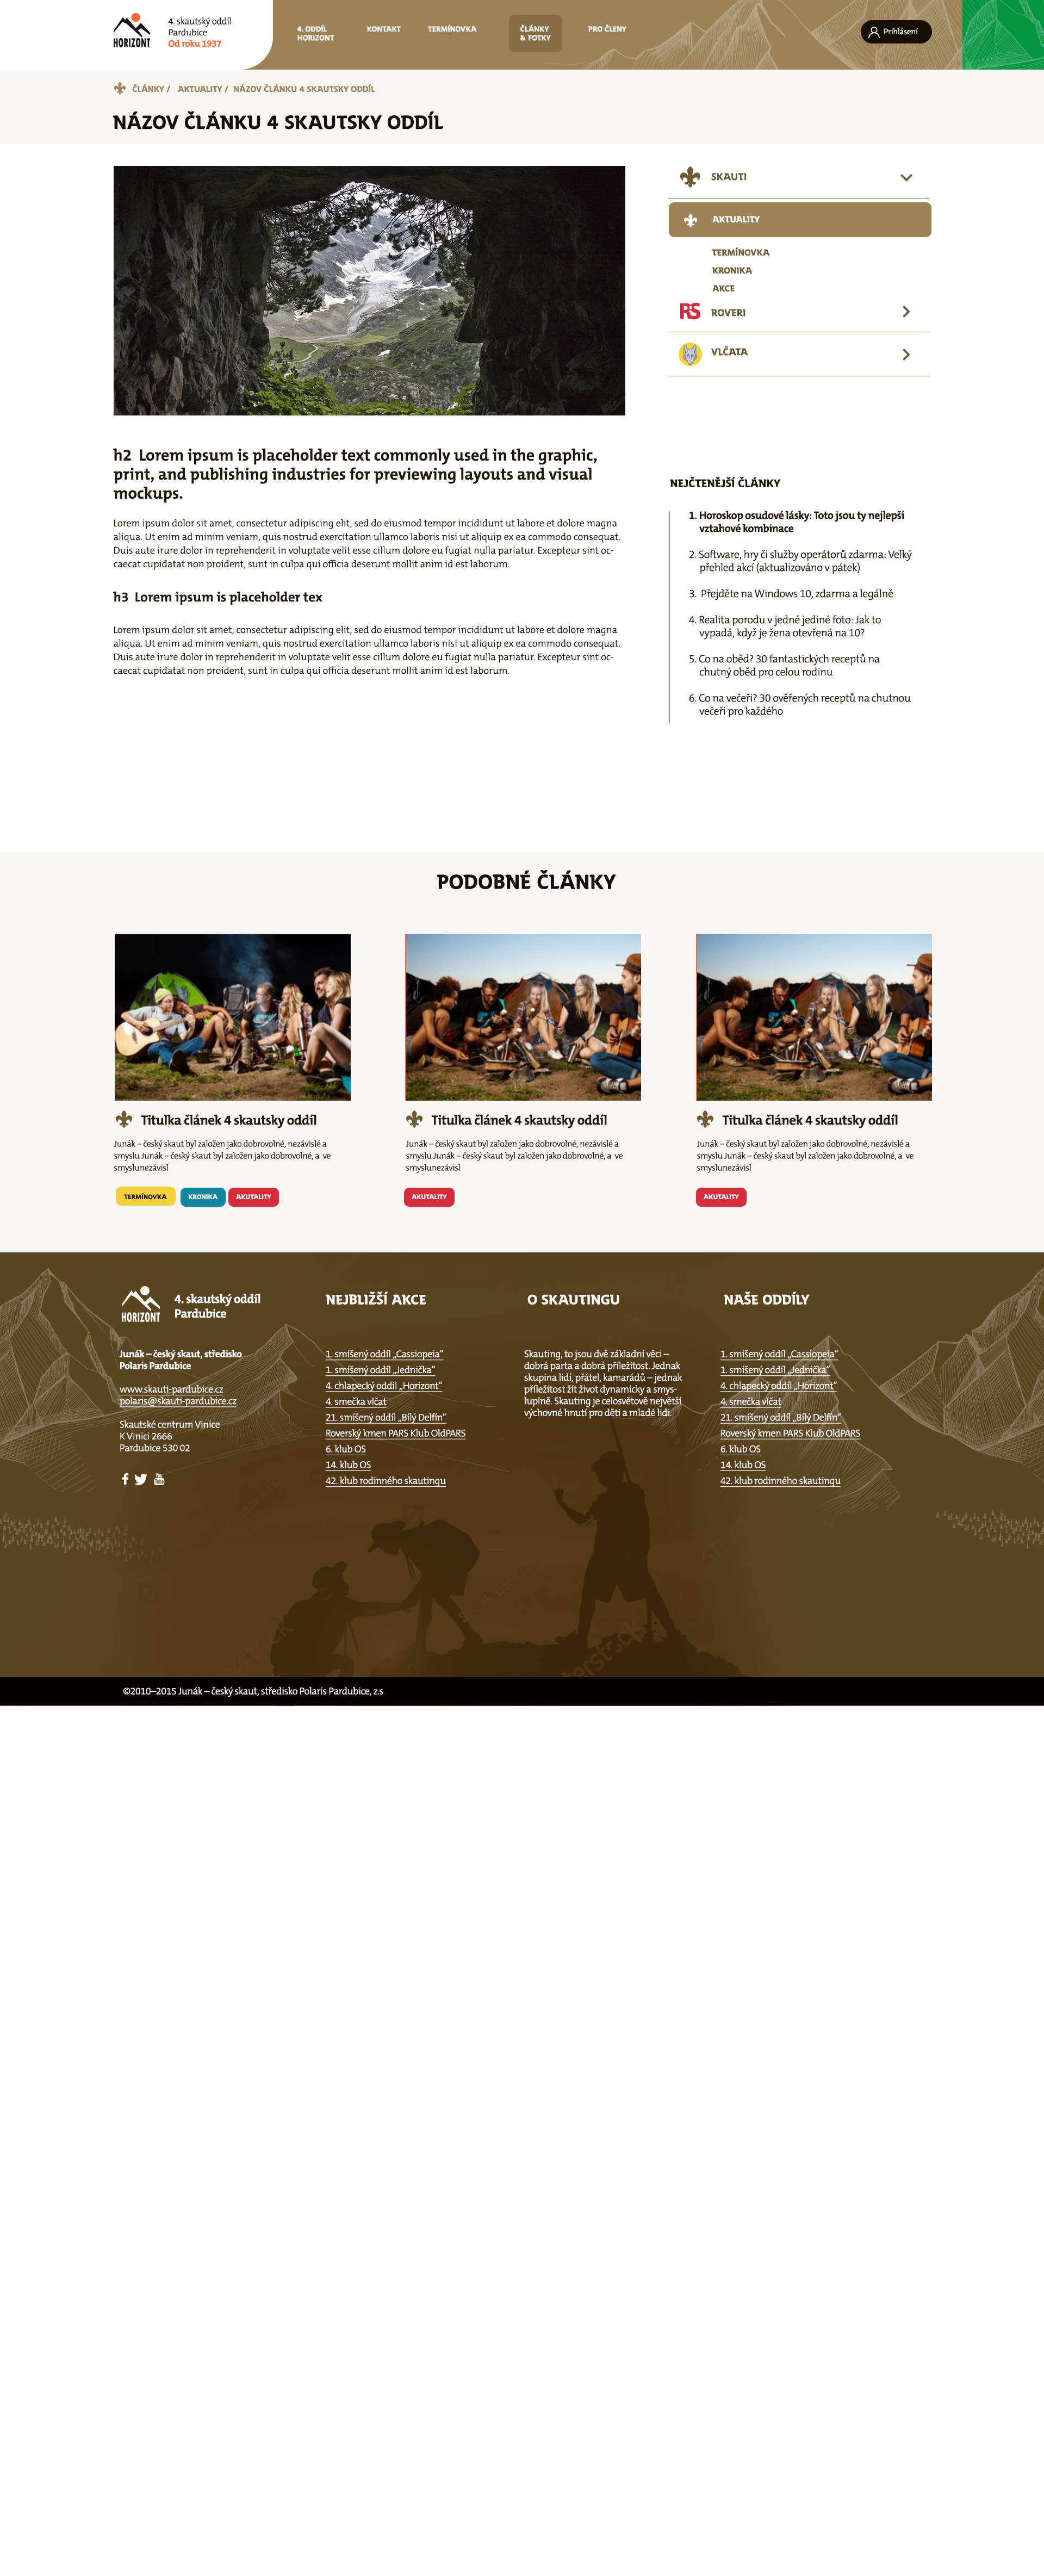 HORIZONT
4. skautský oddíl
Pardubice
Od roku 1937
4. ODDÍL
HORIZONT
KONTAKT
TERMÍNOVKA
ČLÁNKY
& FOTKY
PRO ČLENY
Prihlásení
ČLÁNKY / AKTUALITY / NÁZOV ČLÁNKU 4 SKAUTSKY ODDÍL
NÁZOV ČLÁNKU 4 SKAUTSKY ODDÍL
h2 Lorem ipsum is placeholder text commonly used in the graphic,
print, and publishing industries for previewing layouts and visual
mockups.
Lorem ipsum dolor sit amet, consectetur adipiscing elit, sed do eiusmod tempor incididunt ut labore et dolore magna
aliqua. Ut enim ad minim veniam, quis nostrud exercitation ullamco laboris nisi ut aliquip ex ea commodo consequat.
Duis aute irure dolor in reprehenderit in voluptate velit esse cillum dolore eu fugiat nulla pariatur. Excepteur sint oc-
caecat cupidatat non proident, sunt in culpa qui officia deserunt mollit anim id est laborum.
h3 Lorem ipsum is placeholder tex
Lorem ipsum dolor sit amet, consectetur adipiscing elit, sed do eiusmod tempor incididunt ut labore et dolore magna
aliqua. Ut enim ad minim veniam, quis nostrud exercitation ullamco laboris nisi ut aliquip ex ea commodo consequat.
Duis aute irure dolor in reprehenderit in voluptate velit esse cillum dolore eu fugiat nulla pariatur. Excepteur sint oc-
caecat cupidatat non proident, sunt in culpa qui officia deserunt mollit anim id est laborum.
SKAUTI
AKTUALITY
TERMÍNOVKA
KRONIKA
AKCE
RS ROVERI
VLČATA
NEJČTENĚJŠÍ ČLÁNKY
1. Horoskop osudové lásky: Toto jsou ty nejlepší
vztahové kombinace
2. Software, hry či služby operátorů zdarma: Velký
přehled akcí (aktualizováno v pátek)
3. Přejděte na Windows 10, zdarma a legálně
4. Realita porodu v jedné jediné foto: Jak to
vypadá, když je žena otevřená na 10?
5. Co na oběd? 30 fantastických receptů na
chutný oběd pro celou rodinu
6. Co na večeři? 30 ověřených receptů na chutnou
večeři pro každého
PODOBNÉ ČLÁNKY
Titulka článek 4 skautsky oddíl
Junák – český skaut byl založen jako dobrovolné, nezávislé a
smyslu Junák – český skaut byl založen jako dobrovolné, a ve
smyslunezávisl
TERMÍNOVKA
KRONIKA
AKUTALITY
Titulka článek 4 skautsky oddíl
Junák – český skaut byl založen jako dobrovolné, nezávislé a
smyslu Junák – český skaut byl založen jako dobrovolné, a ve
smyslunezávisl
AKUTALITY
Titulka článek 4 skautsky oddíl
Junák – český skaut byl založen jako dobrovolné, nezávislé a
smyslu Junák – český skaut byl založen jako dobrovolné, a ve
smyslunezávisl
AKUTALITY
HORIZONT
4. skautský oddíl
Pardubice
Junák – český skaut, středisko
Polaris Pardubice
www.skauti-pardubice.cz
polaris@skauti-pardubice.cz
Skautské centrum Vinice
K Vinici 2666
Pardubice 530 02
You
Tube
NEJBLIŽŠÍ AKCE
1. smíšený oddíl „Cassiopeia“
1. smíšený oddíl „Jednička“
4. chlapecký oddíl „Horizont“
4. smečka vlčat
21. smíšený oddíl „Bílý Delfín“
Roverský kmen PARS Klub OldPARS
6. klub OS
14. klub OS
42. klub rodinného skautingu
O SKAUTINGU
Skauting, to jsou dvě základní věci –
dobrá parta a dobrá příležitost. Jednak
skupina lidí, přátel, kamarádů – jednak
příležitost žít život dynamicky a smys-
luplně. Skauting je celosvětově největší
výchovné hnutí pro děti a mladé lidi.
NAŠE ODDÍLY
1. smíšený oddíl „Cassiopeia“
1. smíšený oddíl „Jednička“
4. chlapecký oddíl „Horizont“
4. smečka vlčat
21. smíšený oddíl „Bílý Delfín“
Roverský kmen PARS Klub OldPARS
6. klub OS
14. klub OS
42. klub rodinného skautingu
©2010–2015 Junák – český skaut, středisko Polaris Pardubice, z.s